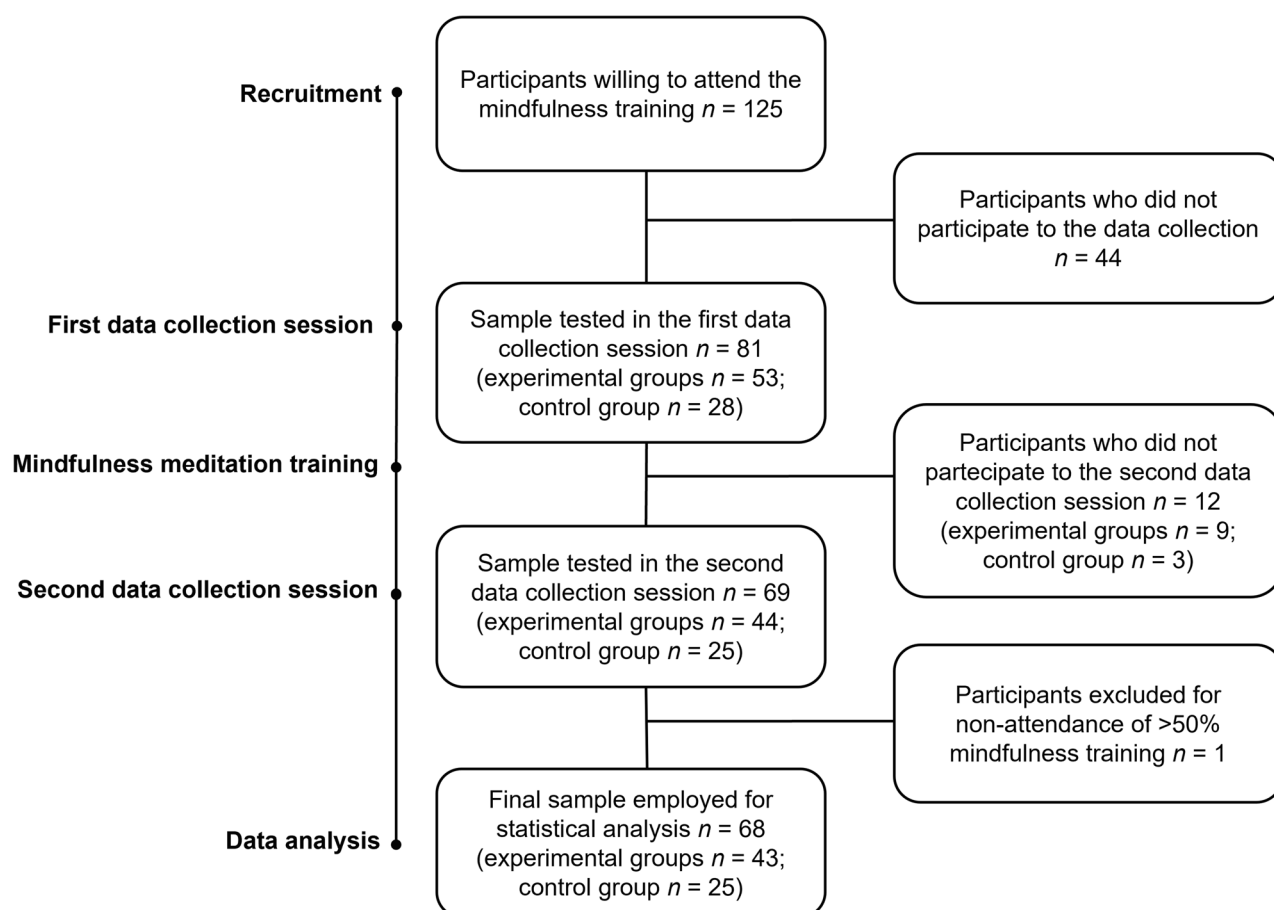 Recruitment
Participants willing to attend the
mindfulness training n = 125
Participants who did not
participate to the data collection
n = 44
First data collection session
Sample tested in the first data
collection session n = 81
(experimental groups n = 53;
control group n = 28)
Mindfulness meditation training
Participants who did not
partecipate to the second data
collection session n = 12
(experimental groups n = 9;
control group n = 3)
Second data collection session
Sample tested in the second
data collection session n = 69
(experimental groups n = 44;
control group n = 25)
Participants excluded for
non-attendance of >50%
mindfulness training n = 1
Data analysis
Final sample employed for
statistical analysis n = 68
(experimental groups n = 43;
control group n = 25)